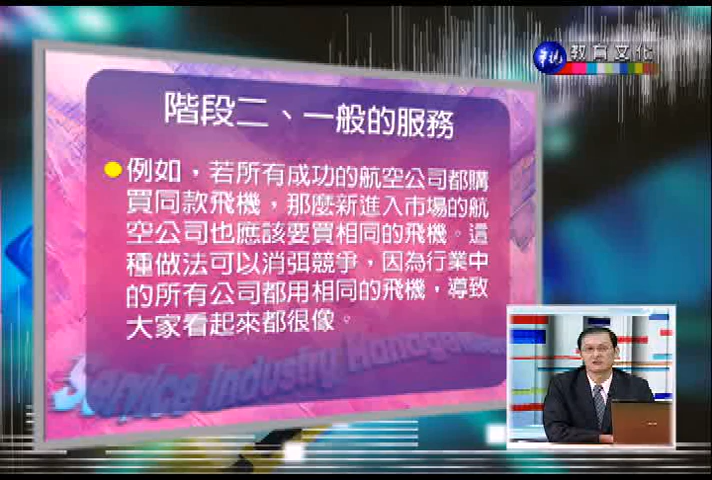 華視 教育文化
階段二、一般的服務
例如，若所有成功的航空公司都購
買同款飛機，那麼新進入市場的航
空公司也應該要買相同的飛機。這
種做法可以消弭競爭，因為行業中
的所有公司都用相同的飛機，導致
大家看起來都很像。
Service Industry Management